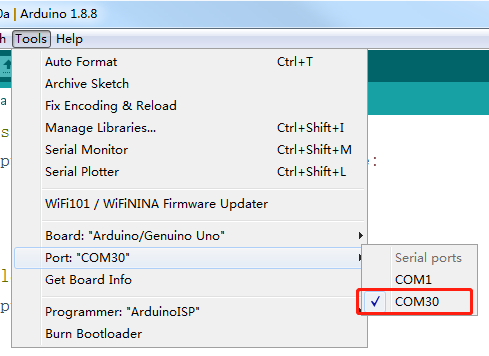 0a | Arduino 1.8.8
h Tools Help
Auto Format Ctrl+T
Archive Sketch
Fix Encoding & Reload
Manage Libraries... Ctrl+Shift+I
Serial Monitor Ctrl+Shift+M
Serial Plotter Ctrl+Shift+L
WiFi101 / WiFiNINA Firmware Updater
Board: "Arduino/Genuino Uno"
Port: "COM30"
Serial ports
Get Board Info
COM1
COM30
Programmer: "ArduinoISP"
Burn Bootloader